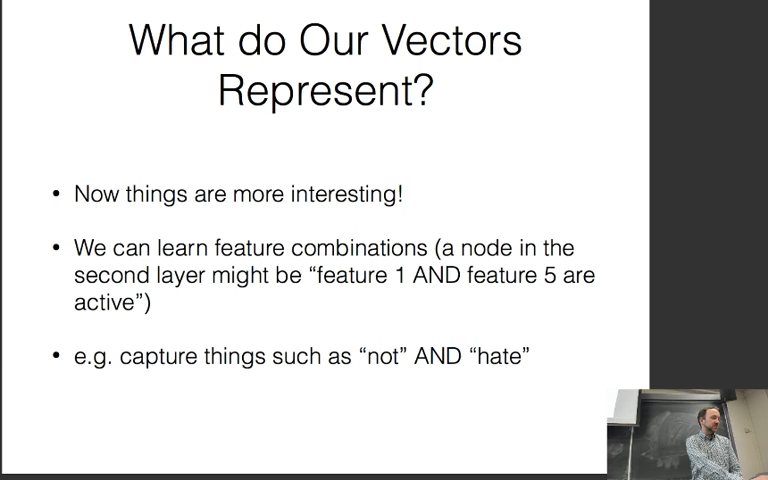 What do Our Vectors
Represent?
• Now things are more interesting!
• We can learn feature combinations (a node in the
second layer might be “feature 1 AND feature 5 are
active”)
• e.g. capture things such as “not” AND “hate”